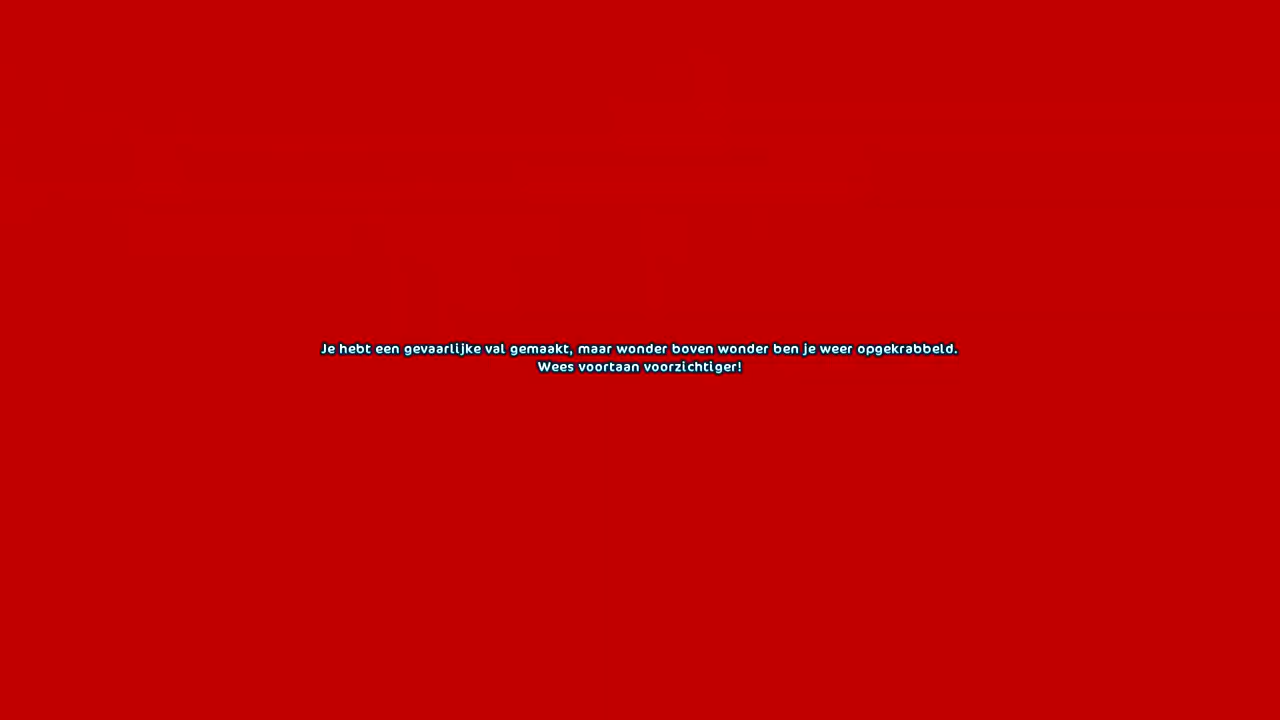 Je hebt een gevaarlijke val gemaakt, maar wonder boven wonder ben je weer opgekrabbeld.
Wees voortaan voorzichtiger!